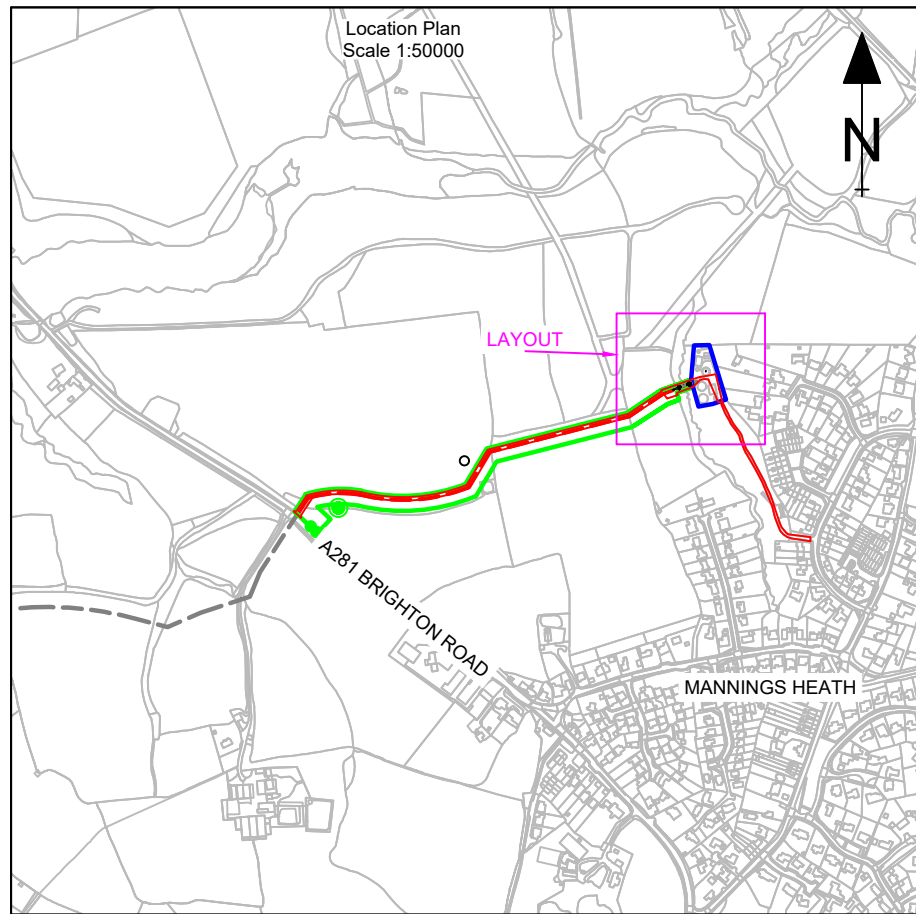 Location Plan
Scale 1:50000
N
LAYOUT
A281 BRIGHTON ROAD
MANNINGS HEATH